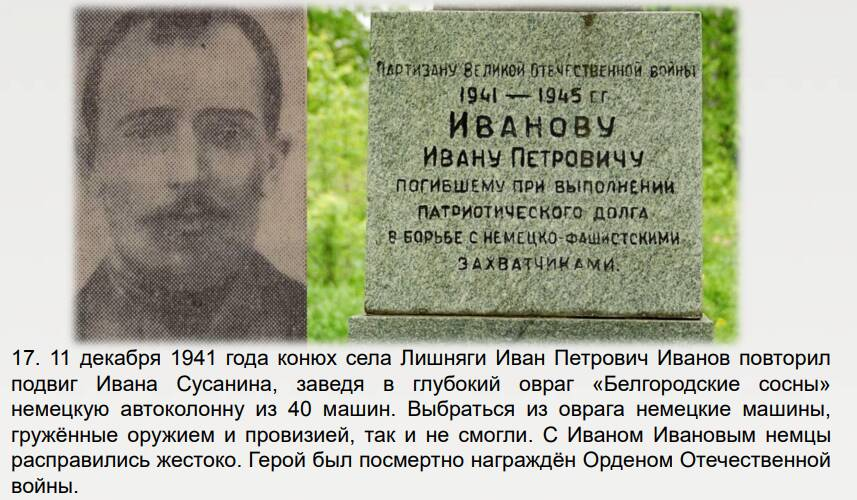 ПАРТИЗАНУ ВЕЛИКОЙ ОТЕЧЕСТВЕННОЙ ВОЙНЫ
1941 — 1945 г.г.
ИВАНОВУ
ИВАНУ ПЕТРОВИЧУ
ПОГИБШЕМУ ПРИ ВЫПОЛНЕНИИ
ПАТРИОТИЧЕСКОГО ДОЛГА
В БОРЬБЕ С НЕМЕЦКО-ФАШИСТСКИМИ
ЗАХВАТЧИКАМИ.
17. 11 декабря 1941 года конюх села Лишняги Иван Петрович Иванов повторил
подвиг Ивана Сусанина, заведя в глубокий овраг «Белгородские сосны»
немецкую автоколонну из 40 машин. Выбраться из оврага немецкие машины,
гружённые оружием и провизией, так и не смогли. С Иваном Ивановым немцы
расправились жестоко. Герой был посмертно награждён Орденом Отечественной
войны.